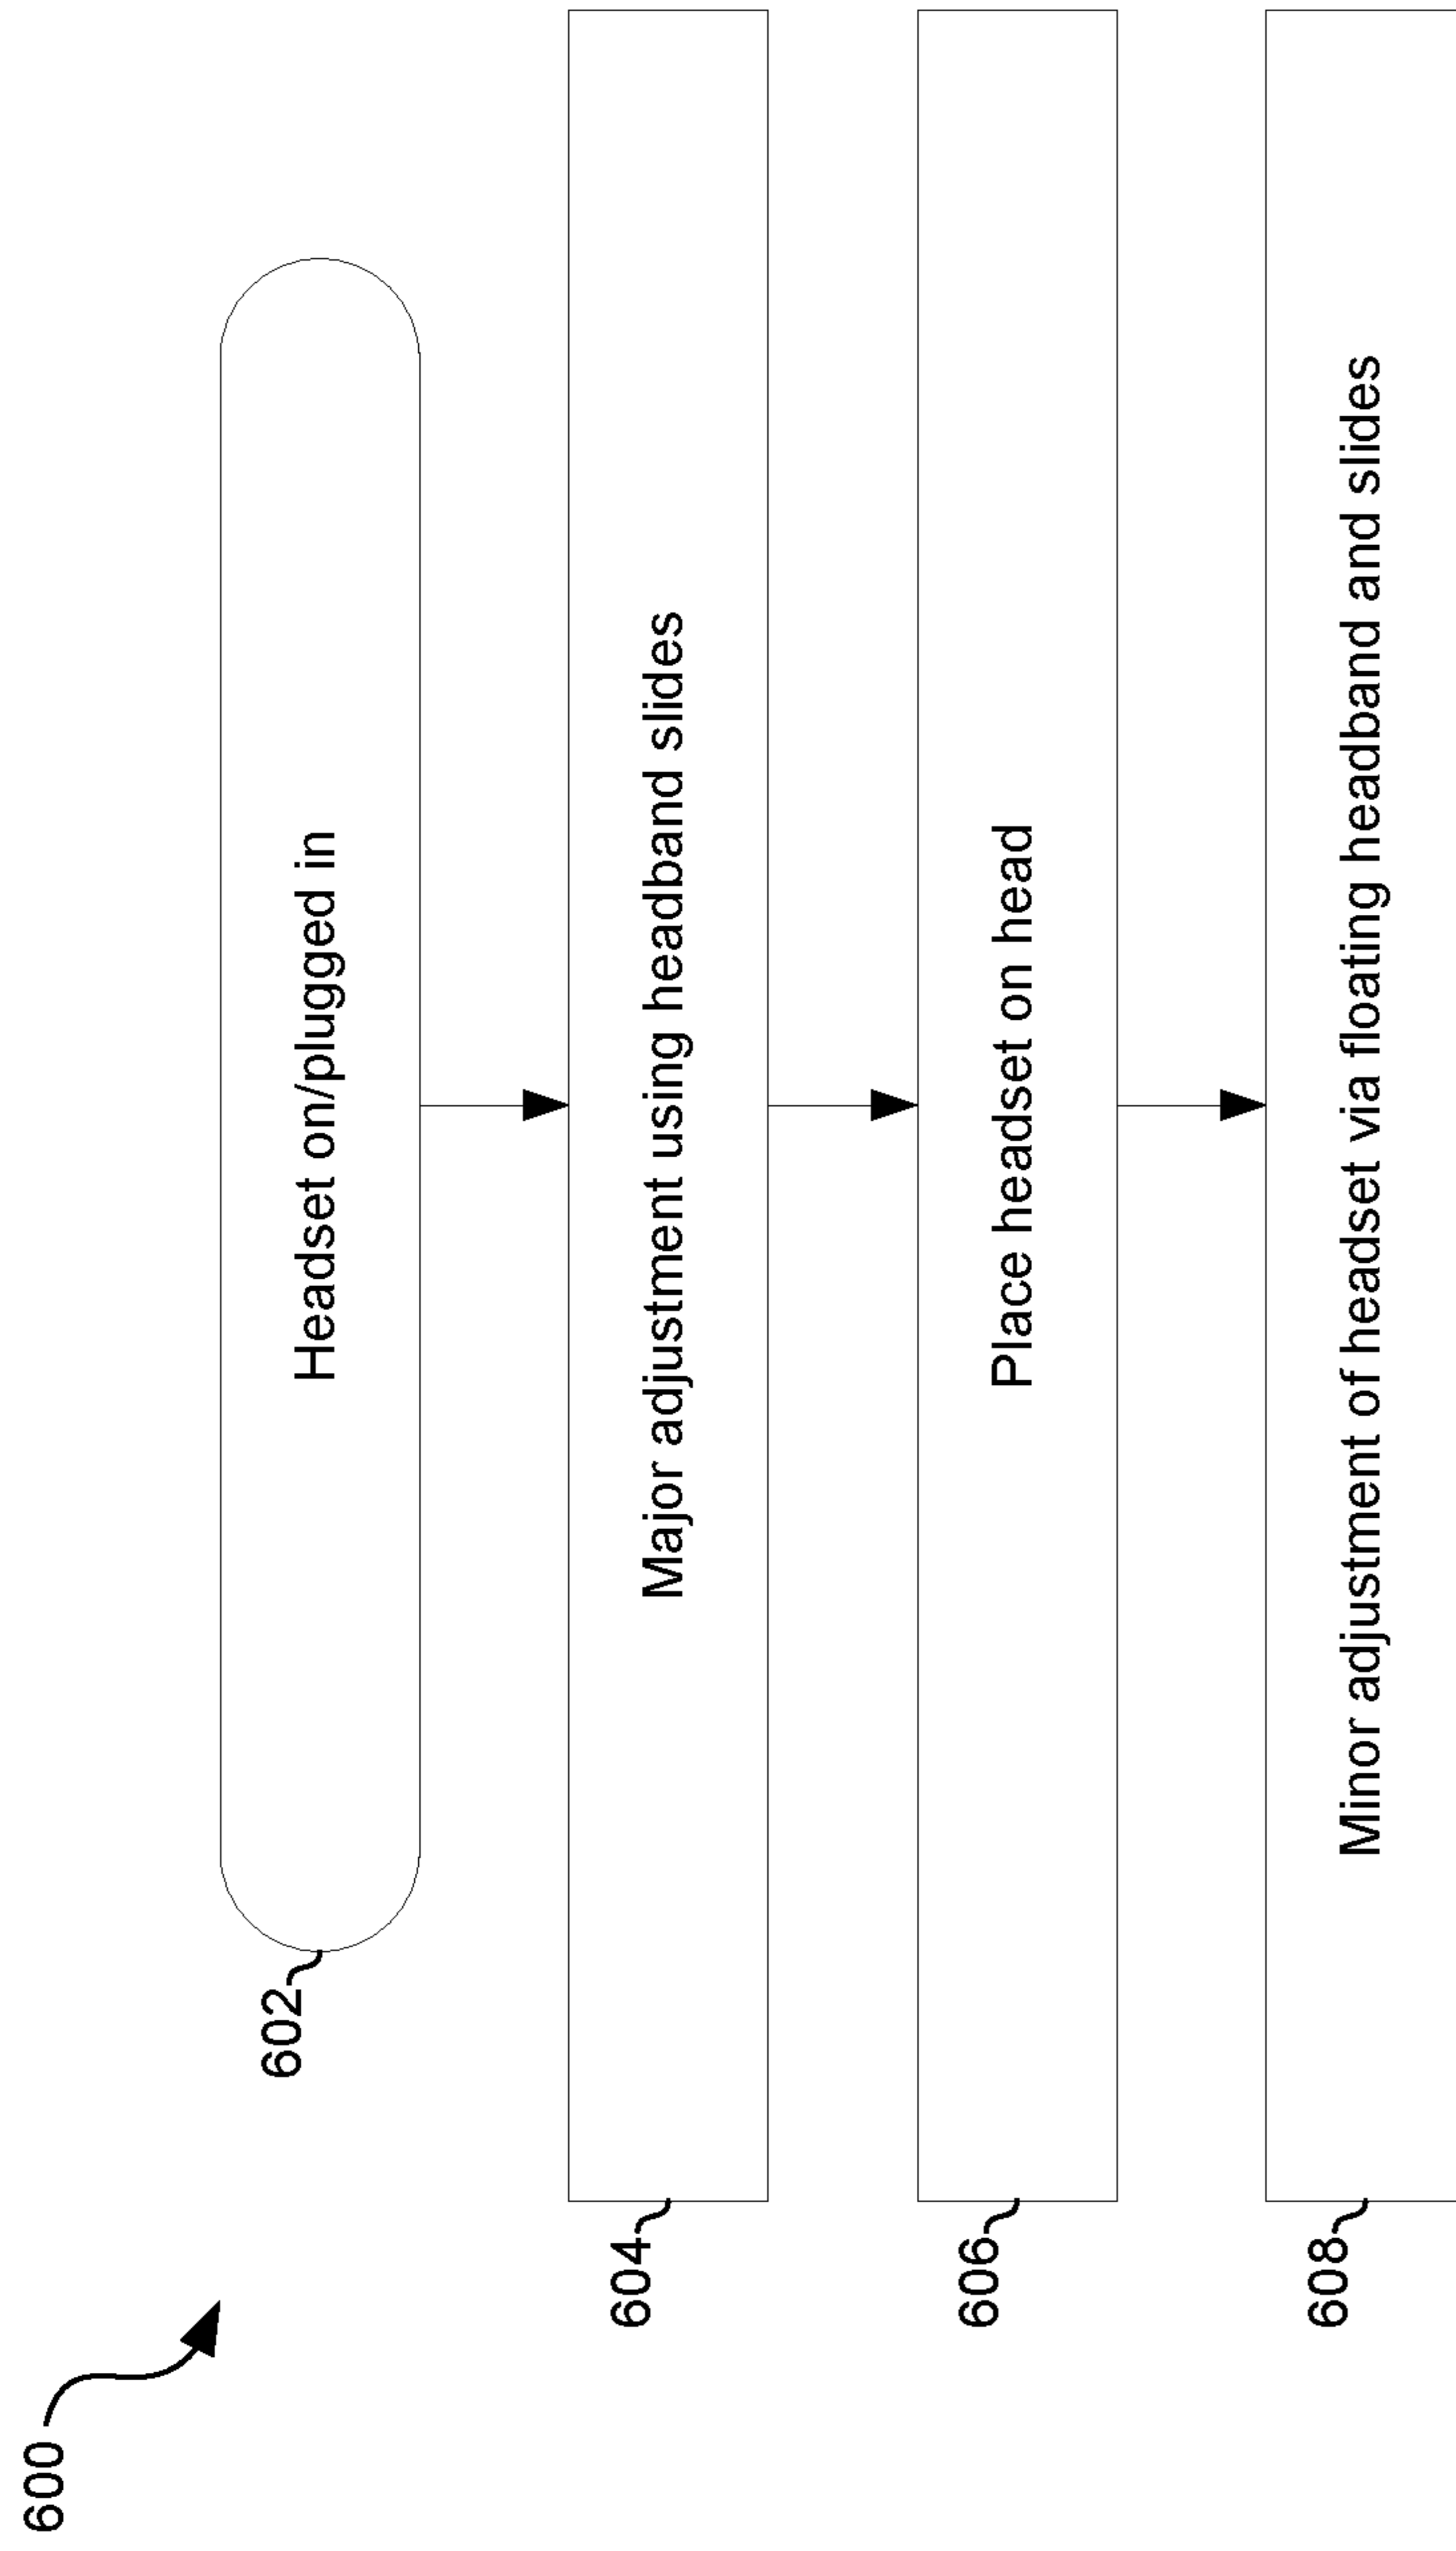 600
602
Headset on/plugged in
604
Major adjustment using headband slides
606
Place headset on head
608
Minor adjustment of headset via floating headband and slides